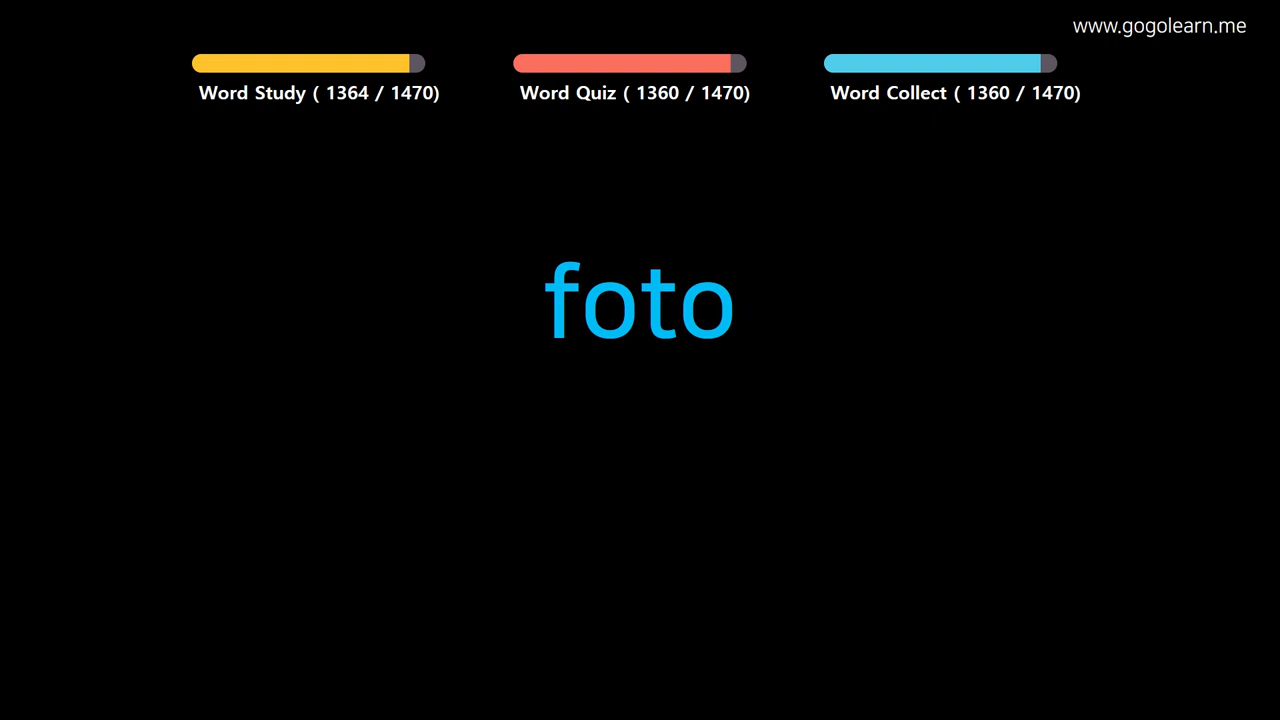 www.gogolearn.me
Word Study ( 1364 / 1470)
Word Quiz ( 1360 / 1470)
Word Collect ( 1360 / 1470)
foto